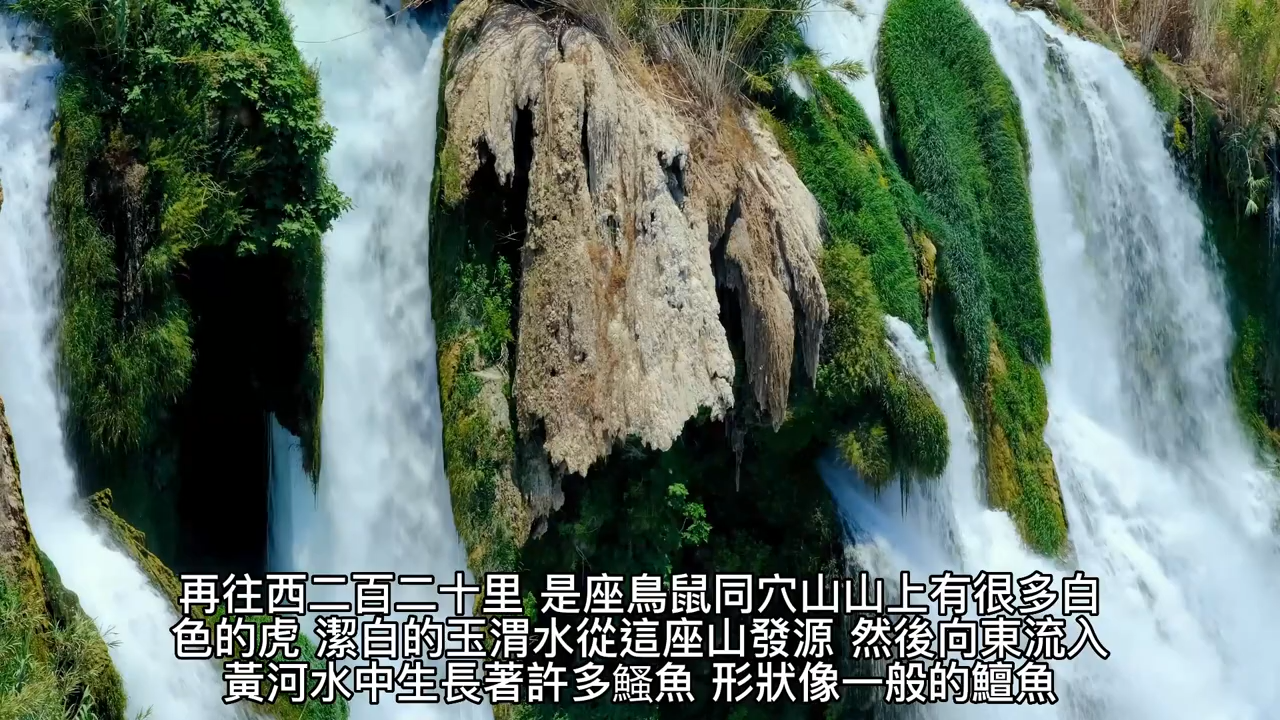 再往西二百二十里 是座鳥鼠同穴山山上有很多白
色的虎 潔白的玉渭水從這座山發源 然後向東流入
黃河水中生長著許多鰠魚 形狀像一般的鱣魚